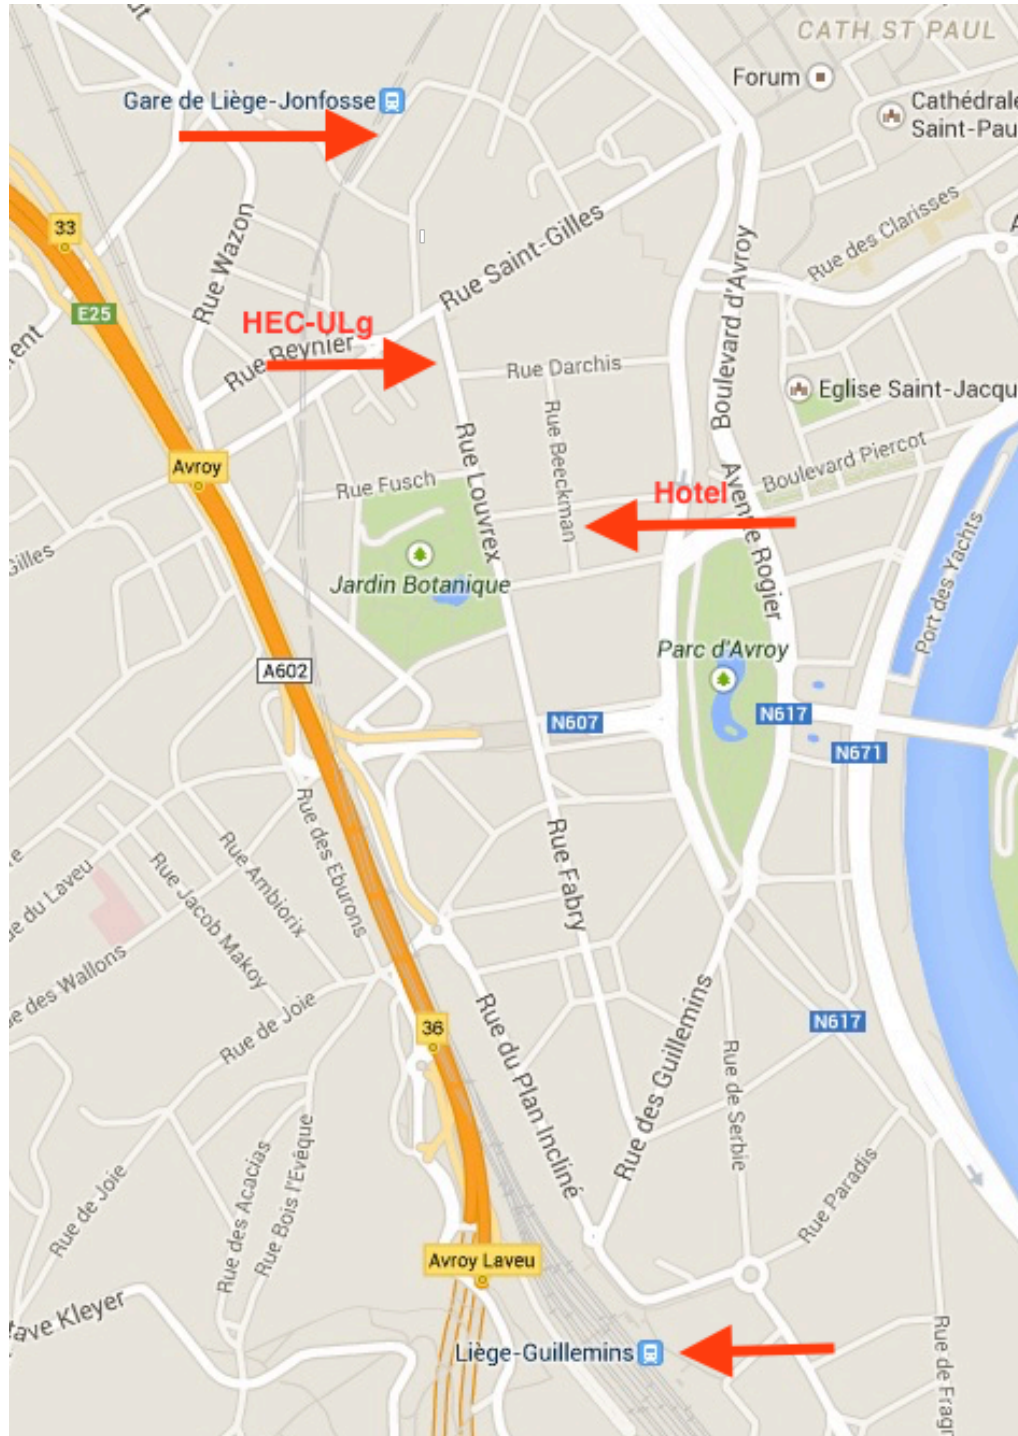 CATH ST PAUL
Forum
Gare de Liège-Jonfosse
Cathédrale
Saint-Pau
33
Rue Wazon
Rue Saint-Gilles
Boulevard d'Avroy
Rue des Clarisses
E25
HEC-ULg
Rue Reynier
Rue Darchis
Eglise Saint-Jacqu
Rue Beeckman
Rue Louvrex
Avroy
Rue Fusch
Hotel
Boulevard Piercot
Avenue Rogier
Port des Yachts
Gilles
Jardin Botanique
Parc d'Avroy
A602
N607
N617
N671
Rue des Eburons
Rue Ambiorix
Rue Jacob Makoy
Rue Fabry
du Laveu
des Wallons
Rue de Joie
36
Rue du Plan Incliné
Rue des Guillemins
Rue de Serbie
N617
Rue Paradis
Rue de Joie
Rue des Acacias
Rue Bois l'Evêque
Avroy Laveu
ave Kleyer
Liège-Guillemins
Rue de Fragn